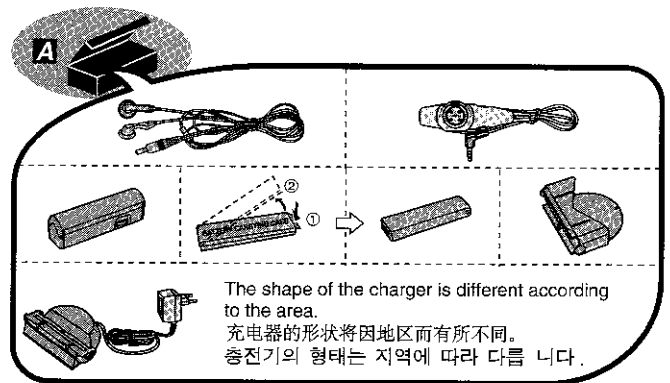 A
②
①
The shape of the charger is different according
to the area.
充电器的形状将因地区而有所不同。
충전기의 형태는 지역에 따라 다릅 니다.